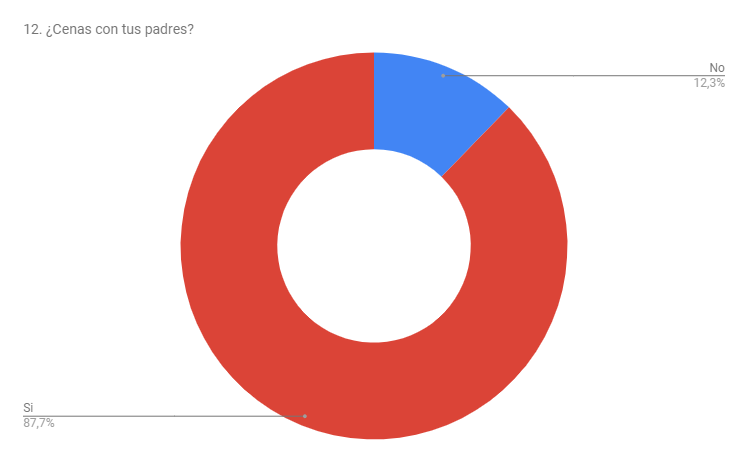 12. ¿Cenas con tus padres?
No
12,3%
Si
87,7%